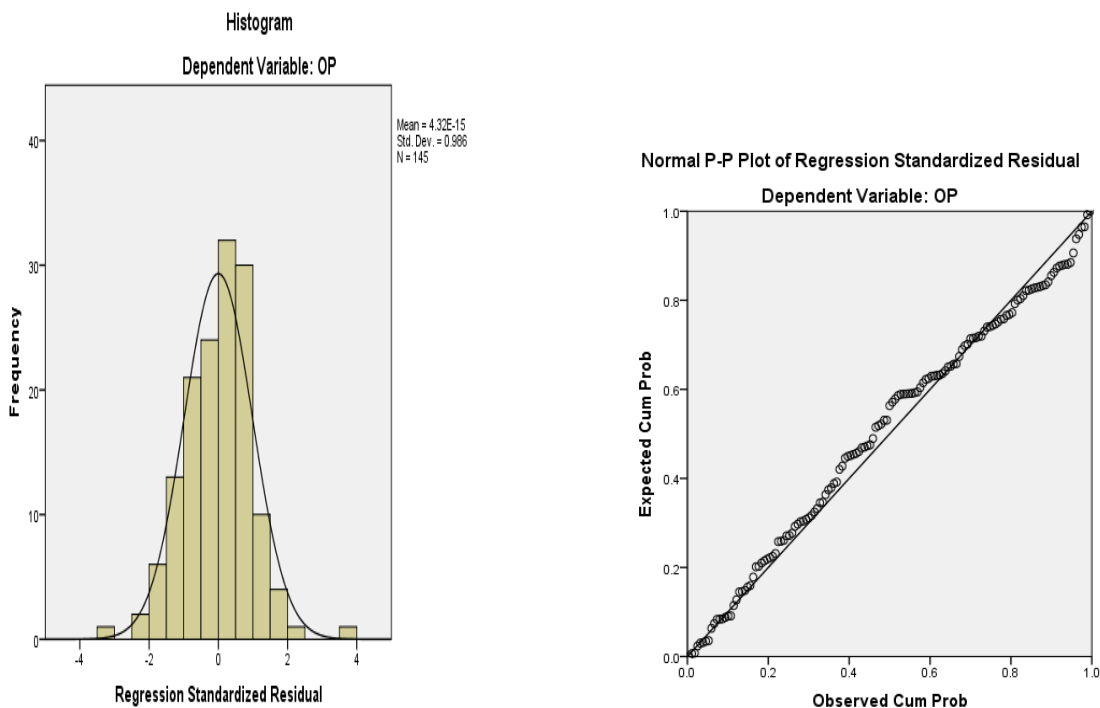 Histogram
Dependent Variable: OP
Mean = 4.32E-15
Std. Dev. = 0.986
N = 145
40
30
20
10
0
Frequency
-4 -2 0 2 4
Regression Standardized Residual
Normal P-P Plot of Regression Standardized Residual
Dependent Variable: OP
1.0
0.8
0.6
0.4
0.2
0.0
Expected Cum Prob
0.0 0.2 0.4 0.6 0.8 1.0
Observed Cum Prob